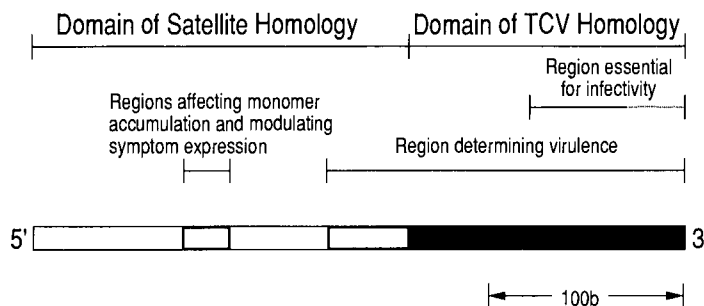 Domain of Satellite Homology
Domain of TCV Homology
Region essential
for infectivity
Regions affecting monomer
accumulation and modulating
symptom expression
Region determining virulence
5'
3
100b